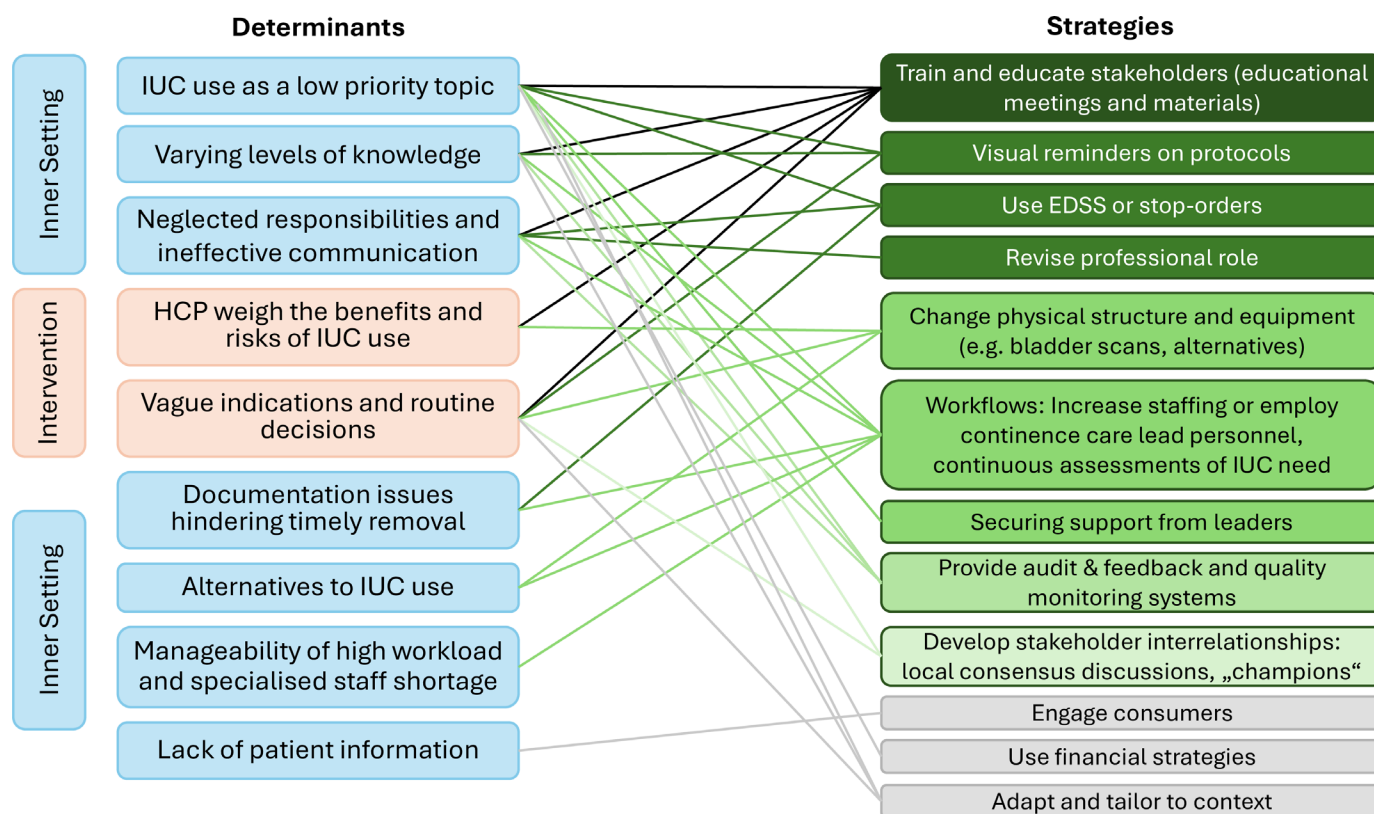 Determinants
Strategies
Inner Setting
IUC use as a low priority topic
Varying levels of knowledge
Neglected responsibilities and
ineffective communication
Intervention
HCP weigh the benefits and
risks of IUC use
Vague indications and routine
decisions
Inner Seting
Documentation issues
hindering timely removal
Alternatives to IUC use
Manageability of high workload
and specialised staff shortage
Lack of patient information
Train and educate stakeholders (educational
meetings and materials)
Visual reminders on protocols
Use EDSS or stop-orders
Revise professional role
Change physical structure and equipment
(e.g. bladder scans, alternatives)
Workflows: Increase staffing or employ
continence care lead personnel,
continuous assessments of IUC need
Securing support from leaders
Provide audit & feedback and quality
monitoring systems
Develop stakeholder interrelationships:
local consensus discussions, „champions“
Engage consumers
Use financial strategies
Adapt and tailor to context